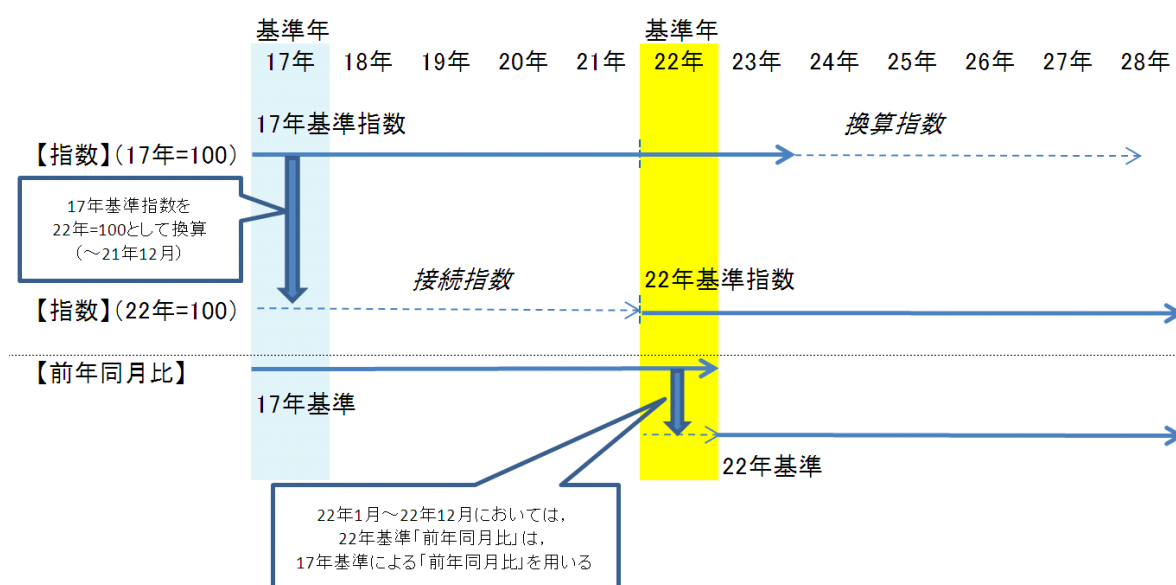 基準年
基準年
17年 18年 19年 20年 21年 22年 23年 24年 25年 26年 27年 28年
17年基準指数
換算指数
【指数】(17年=100)
17年基準指数を
22年=100として換算
(～21年12月)
接続指数
22年基準指数
【指数】(22年=100)
【前年同月比】
17年基準
22年基準
22年1月～22年12月においては,
22年基準「前年同月比」は,
17年基準による「前年同月比」を用いる